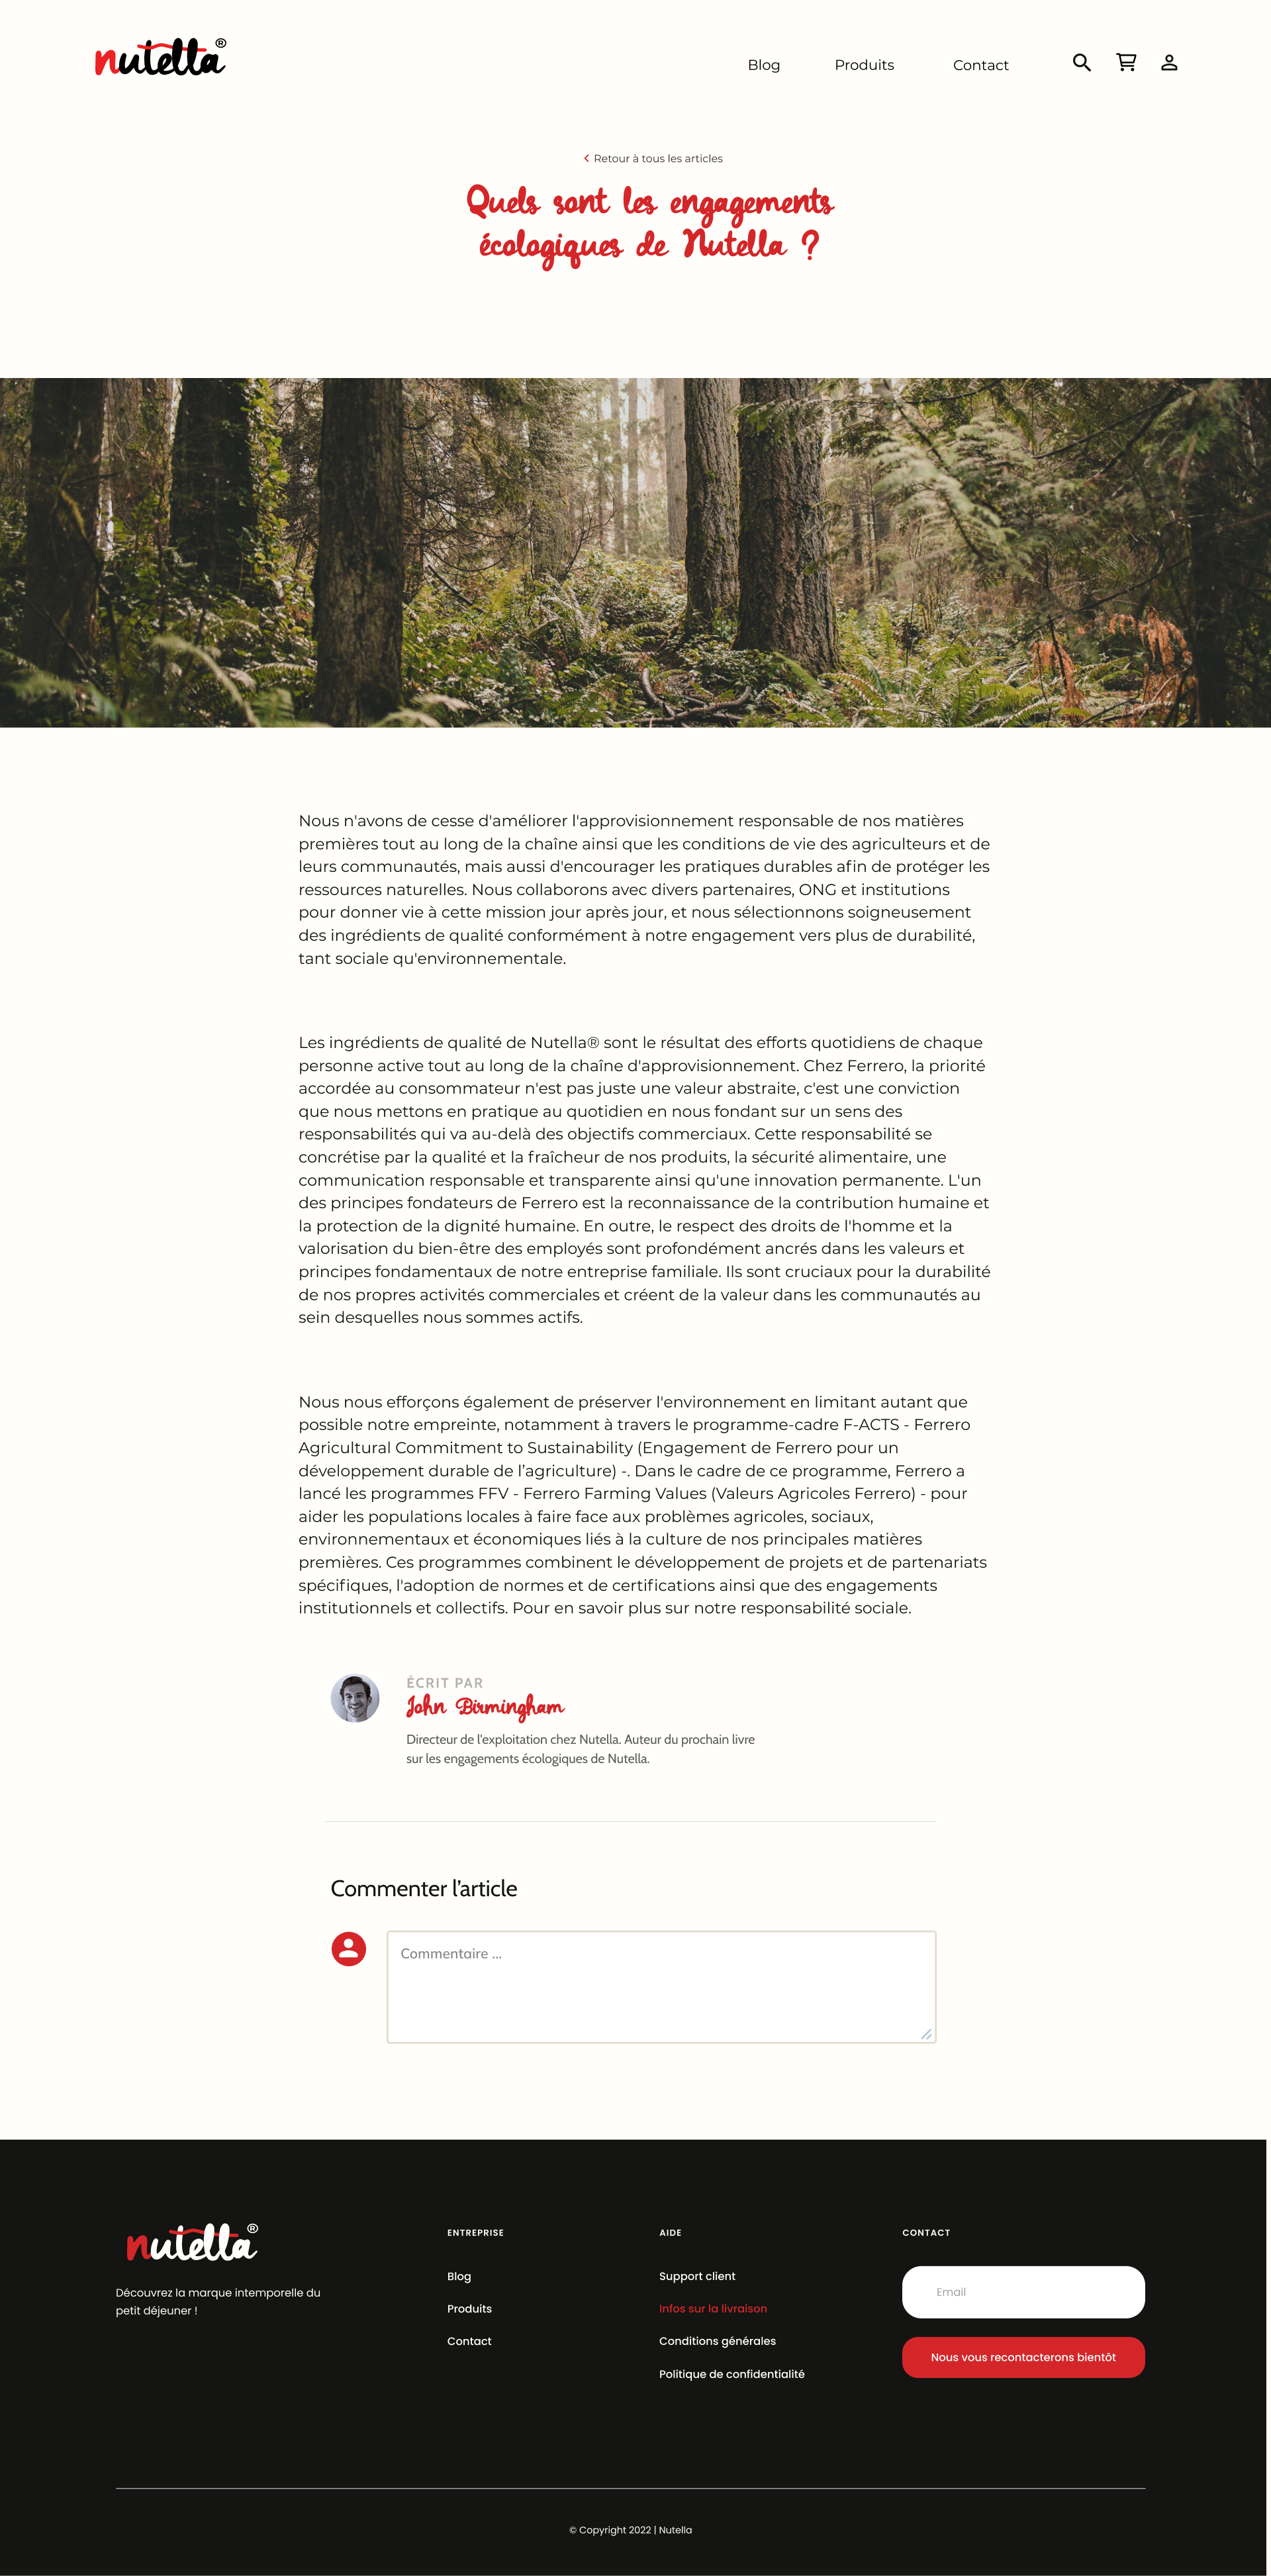 nutella®
Blog
Produits
Contact
Retour à tous les articles
Quels sont les engagements
écologiques de Nutella ?
Nous n'avons de cesse d'améliorer l'approvisionnement responsable de nos matières
premières tout au long de la chaîne ainsi que les conditions de vie des agriculteurs et de
leurs communautés, mais aussi d'encourager les pratiques durables afin de protéger les
ressources naturelles. Nous collaborons avec divers partenaires, ONG et institutions
pour donner vie à cette mission jour après jour, et nous sélectionnons soigneusement
des ingrédients de qualité conformément à notre engagement vers plus de durabilité,
tant sociale qu'environnementale.
Les ingrédients de qualité de Nutella® sont le résultat des efforts quotidiens de chaque
personne active tout au long de la chaîne d'approvisionnement. Chez Ferrero, la priorité
accordée au consommateur n'est pas juste une valeur abstraite, c'est une conviction
que nous mettons en pratique au quotidien en nous fondant sur un sens des
responsabilités qui va au-delà des objectifs commerciaux. Cette responsabilité se
concrétise par la qualité et la fraîcheur de nos produits, la sécurité alimentaire, une
communication responsable et transparente ainsi qu'une innovation permanente. L'un
des principes fondateurs de Ferrero est la reconnaissance de la contribution humaine et
la protection de la dignité humaine. En outre, le respect des droits de l'homme et la
valorisation du bien-être des employés sont profondément ancrés dans les valeurs et
principes fondamentaux de notre entreprise familiale. Ils sont cruciaux pour la durabilité
de nos propres activités commerciales et créent de la valeur dans les communautés au
sein desquelles nous sommes actifs.
Nous nous efforçons également de préserver l'environnement en limitant autant que
possible notre empreinte, notamment à travers le programme-cadre F-ACTS - Ferrero
Agricultural Commitment to Sustainability (Engagement de Ferrero pour un
développement durable de l’agriculture) -. Dans le cadre de ce programme, Ferrero a
lancé les programmes FFV - Ferrero Farming Values (Valeurs Agricoles Ferrero) - pour
aider les populations locales à faire face aux problèmes agricoles, sociaux,
environnementaux et économiques liés à la culture de nos principales matières
premières. Ces programmes combinent le développement de projets et de partenariats
spécifiques, l'adoption de normes et de certifications ainsi que des engagements
institutionnels et collectifs. Pour en savoir plus sur notre responsabilité sociale.
ÉCRIT PAR
John Birmingham
Directeur de l'exploitation chez Nutella. Auteur du prochain livre
sur les engagements écologiques de Nutella.
Commenter l’article
Commentaire ...
nutella®
Découvrez la marque intemporelle du
petit déjeuner !
ENTREPRISE
Blog
Produits
Contact
AIDE
Support client
Infos sur la livraison
Conditions générales
Politique de confidentialité
CONTACT
Email
Nous vous recontacterons bientôt
© Copyright 2022 | Nutella